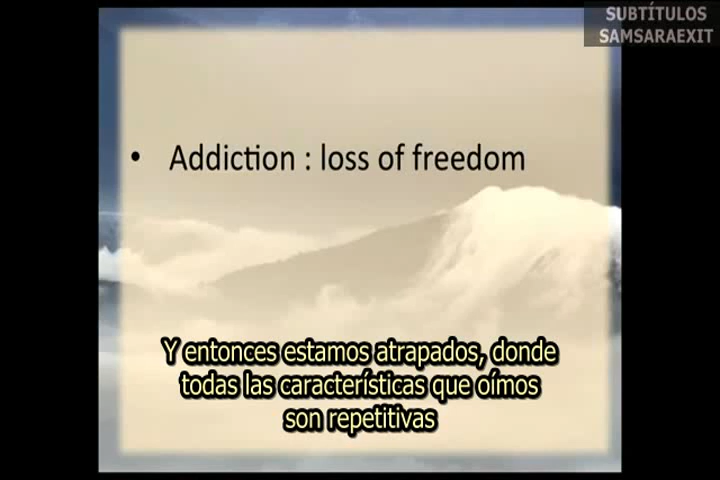 SUBTÍTULOS
SAMSARAEXIT
• Addiction : loss of freedom
Y entonces estamos atrapados, donde
todas las características que oímos
son repetitivas